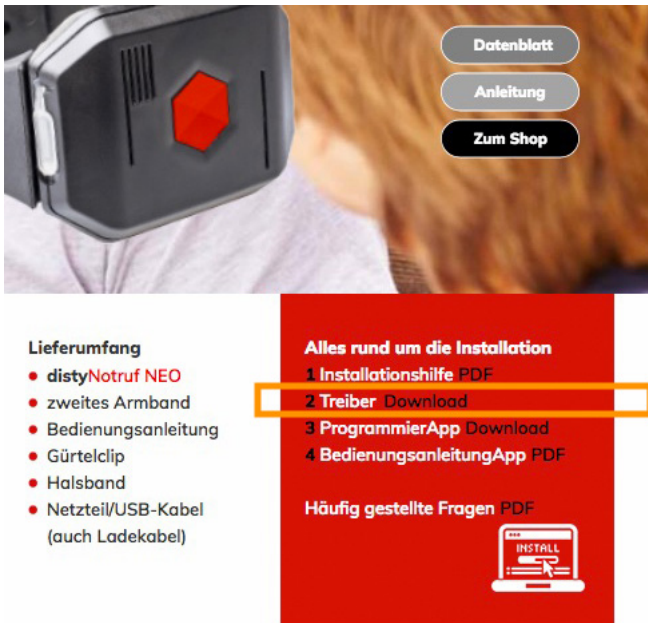 Datenblatt
Anleitung
Zum Shop
Lieferumfang
distyNotruf NEO
zweites Armband
Bedienungsanleitung
Gürtelclip
Halsband
Netzteil/USB-Kabel
(auch Ladekabel)
Alles rund um die Installation
1 Installationshilfe PDF
2 Treiber Download
3 ProgrammierApp Download
4 BedienungsanleitungApp PDF
Häufig gestellte Fragen PDF
INSTALL